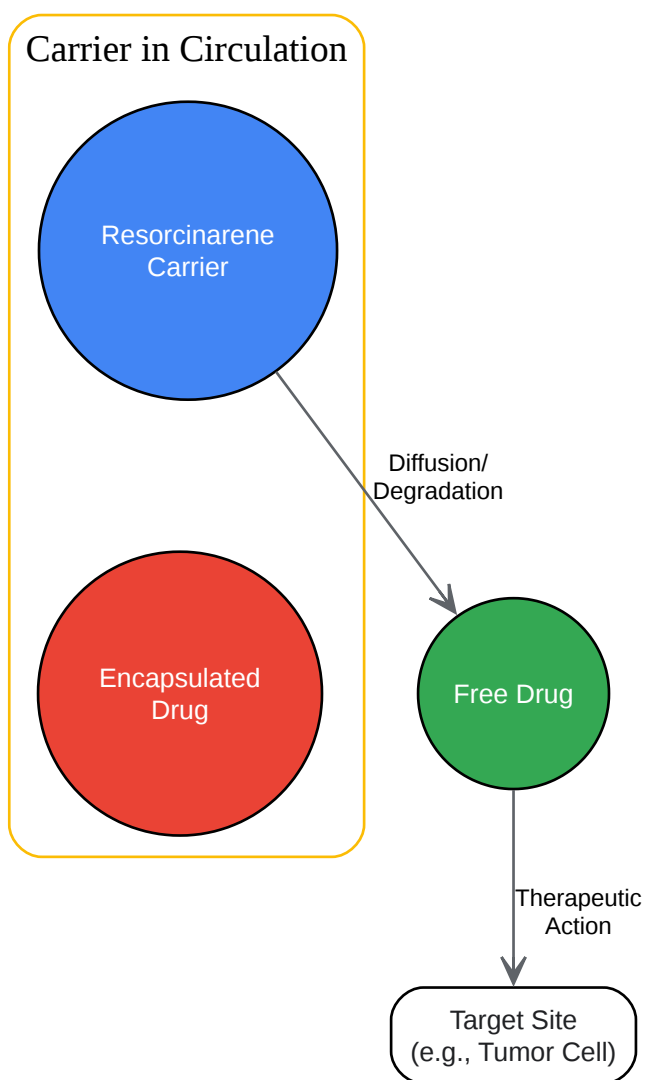 Carrier in Circulation
Resorcinarene
Carrier
Diffusion/
Degradation
Encapsulated
Drug
Free Drug
Therapeutic
Action
Target Site
(e.g., Tumor Cell)